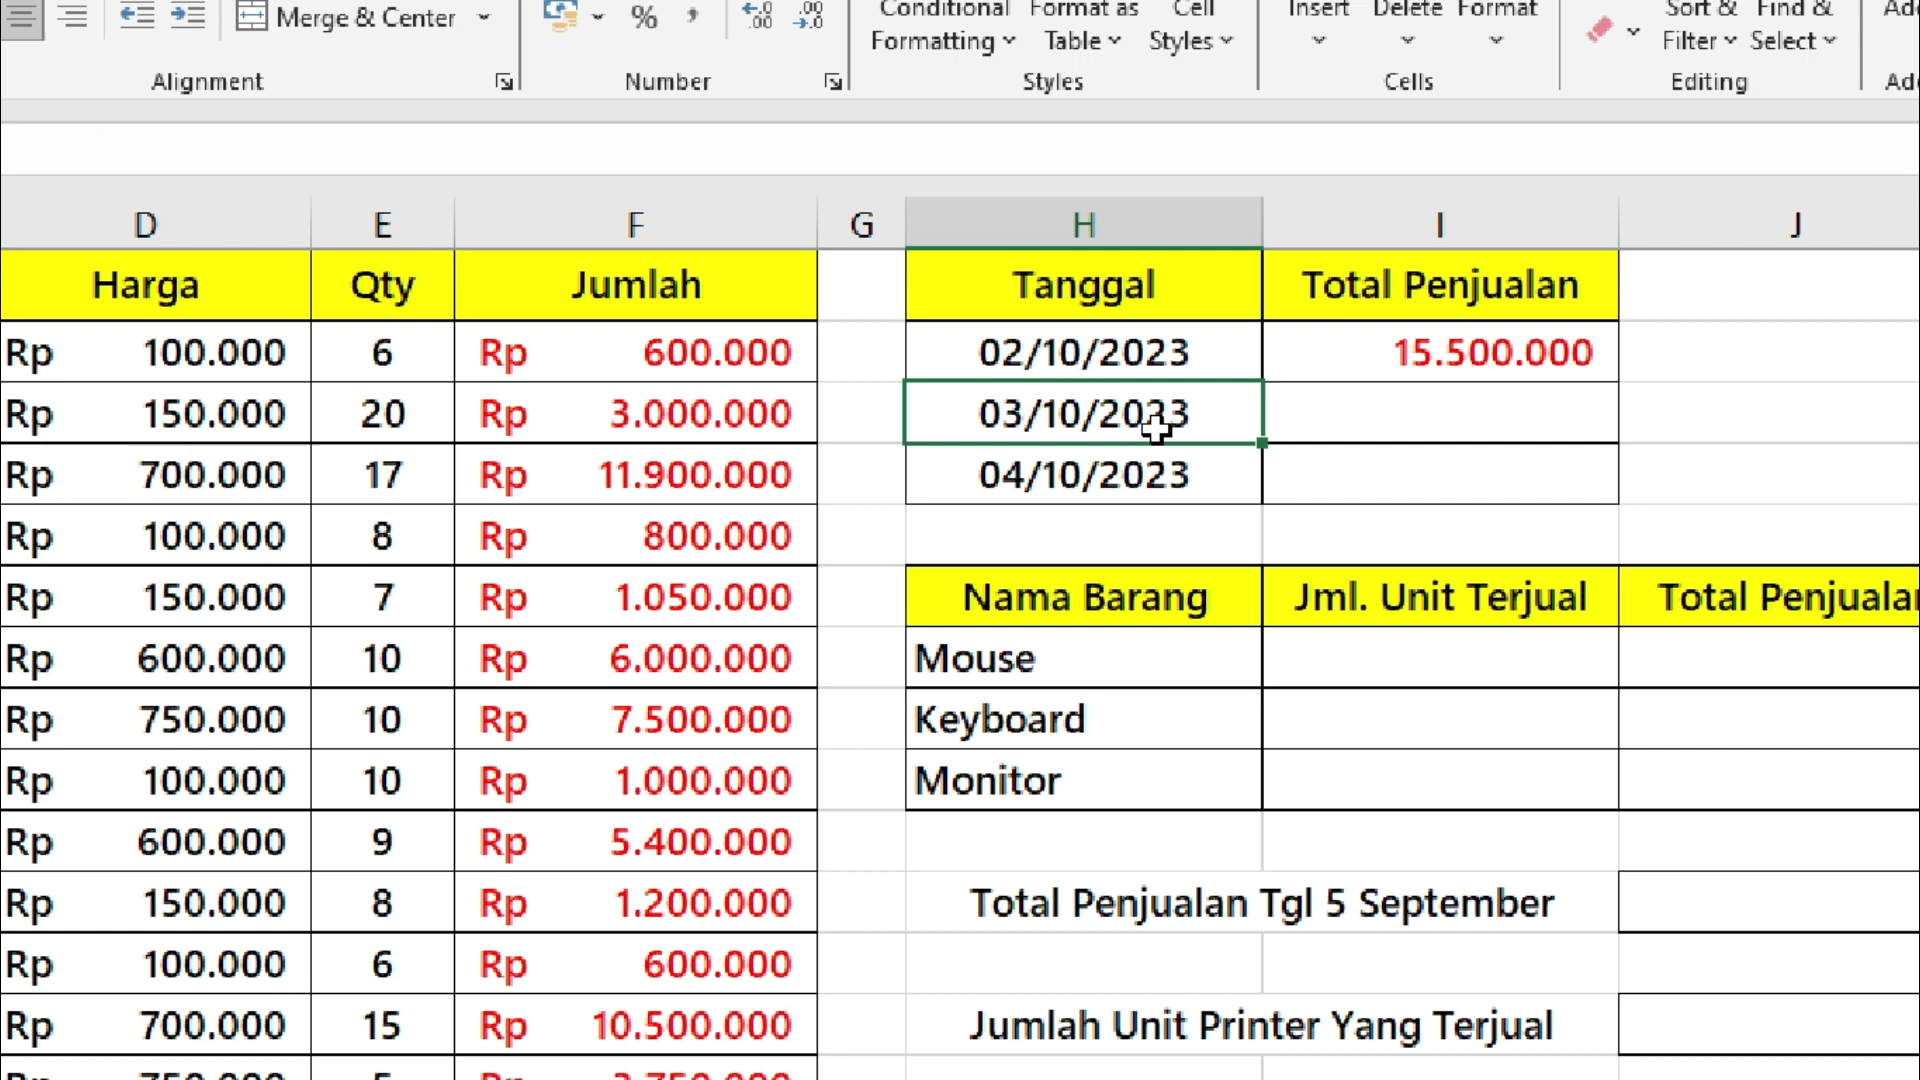 Merge & Center
%
Conditional Formatting
Format as Table
Cell Styles
Insert
Delete
Format
Sort & Filter
Find & Select
Alignment
Number
Styles
Cells
Editing
D E F G H I J
Harga Qty Jumlah Tanggal Total Penjualan
Rp 100.000 6 Rp 600.000 02/10/2023 15.500.000
Rp 150.000 20 Rp 3.000.000 03/10/2023
Rp 700.000 17 Rp 11.900.000 04/10/2023
Rp 100.000 8 Rp 800.000
Rp 150.000 7 Rp 1.050.000 Nama Barang Jml. Unit Terjual Total Penjualan
Rp 600.000 10 Rp 6.000.000 Mouse
Rp 750.000 10 Rp 7.500.000 Keyboard
Rp 100.000 10 Rp 1.000.000 Monitor
Rp 600.000 9 Rp 5.400.000
Rp 150.000 8 Rp 1.200.000 Total Penjualan Tgl 5 September
Rp 100.000 6 Rp 600.000
Rp 700.000 15 Rp 10.500.000 Jumlah Unit Printer Yang Terjual